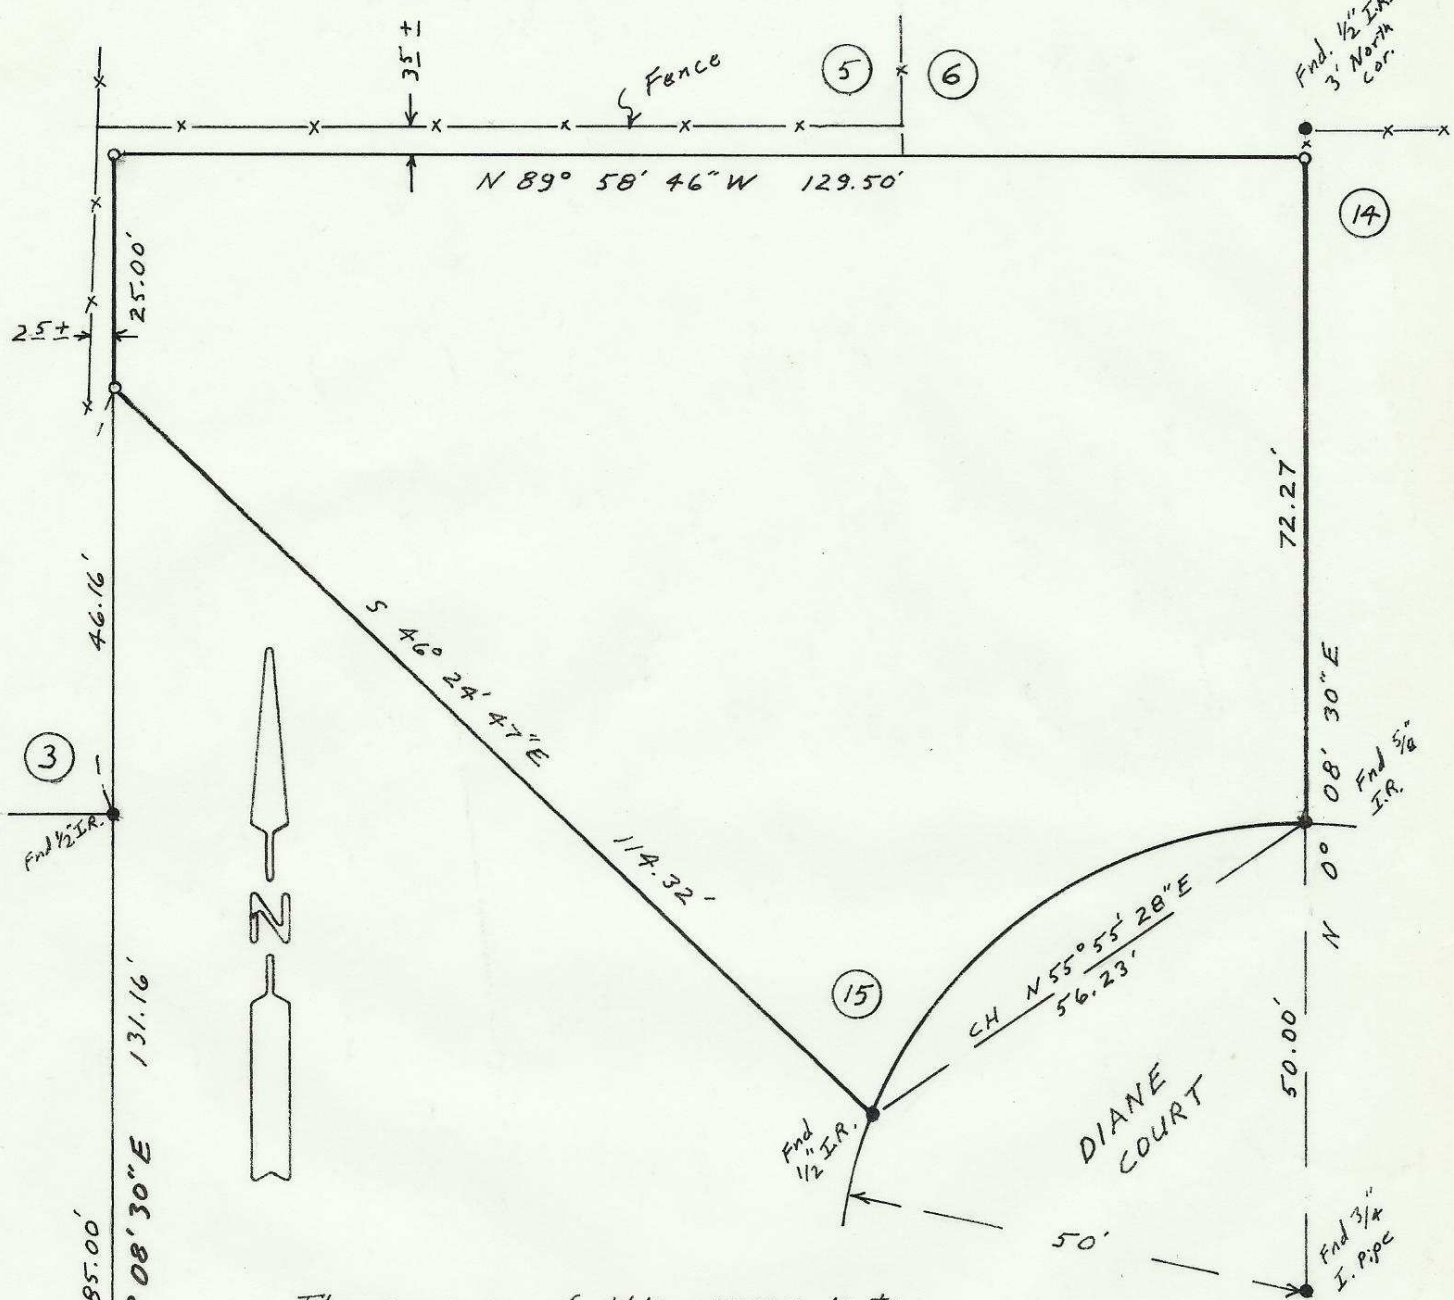 3 5 ±
Fence
5
6
Fnd. 1/2" I.R.
3' North
cor.
N 89° 58' 46" W 129.50'
14
25.00'
2 5 ±
72.27'
46.16'
S 46° 24' 47" E
114.32'
3
Fnd 1/2" I.R.
N
N 0° 08' 30" E
Fnd 5/8"
I.R.
CH N 55° 55' 28" E
56.23'
15
131.16'
50.00'
DIANE
COURT
Fnd
1/2" I.R.
50'
Fnd 3/4"
I. Pipe
85.00'
° 08' 30" E